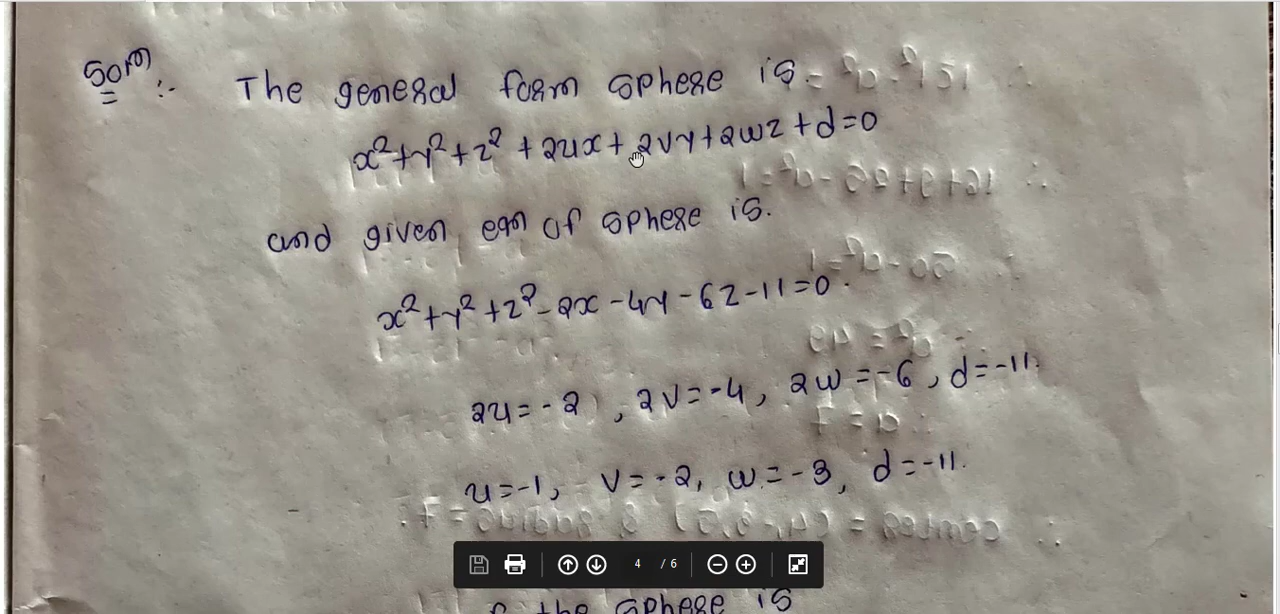 Soln :-
The general form sphere is.
x²+y²+z²+2ux+2vy+2wz+d=0
and given eqn of sphere is.
x²+y²+z²-2x-4y-6z-11=0.
2u=-2, 2v=-4, 2w=-6, d=-11.
u=-1, v=-2, w=-3, d=-11.
4 / 6
the sphere is